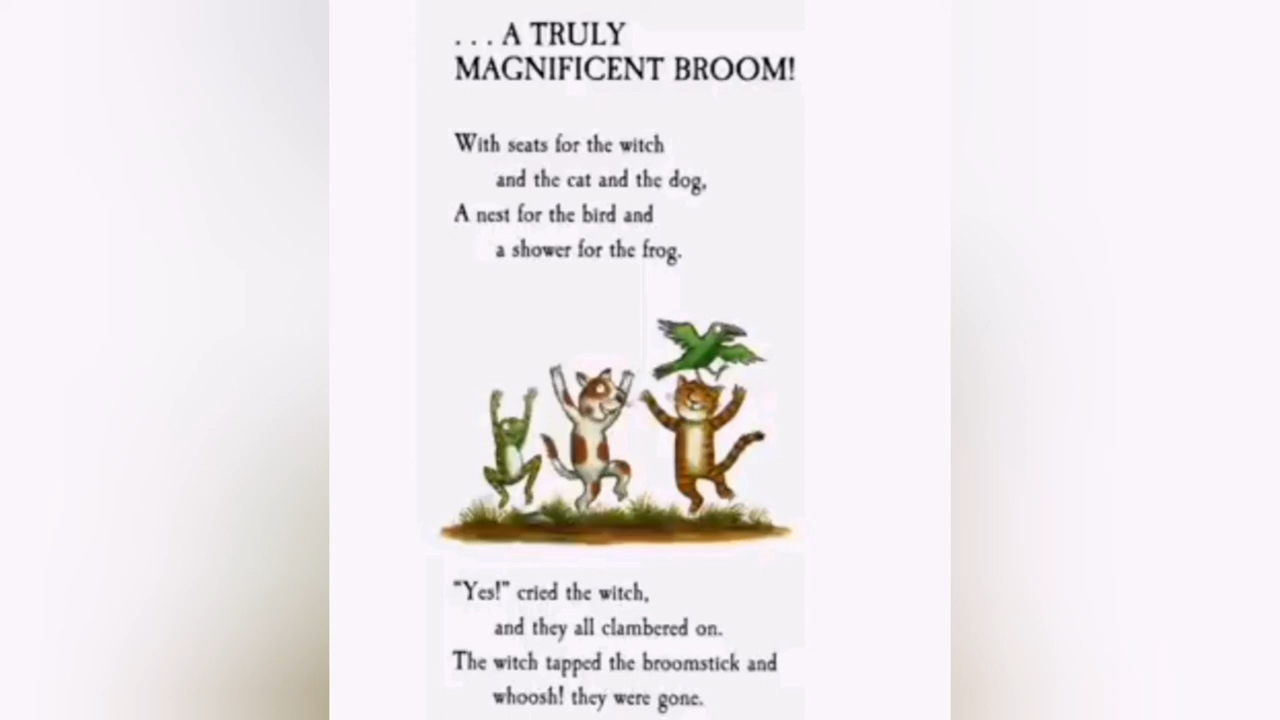 . . . A TRULY
MAGNIFICENT BROOM!
With seats for the witch
and the cat and the dog,
A nest for the bird and
a shower for the frog.
"Yes!" cried the witch,
and they all clambered on.
The witch tapped the broomstick and
whoosh! they were gone.